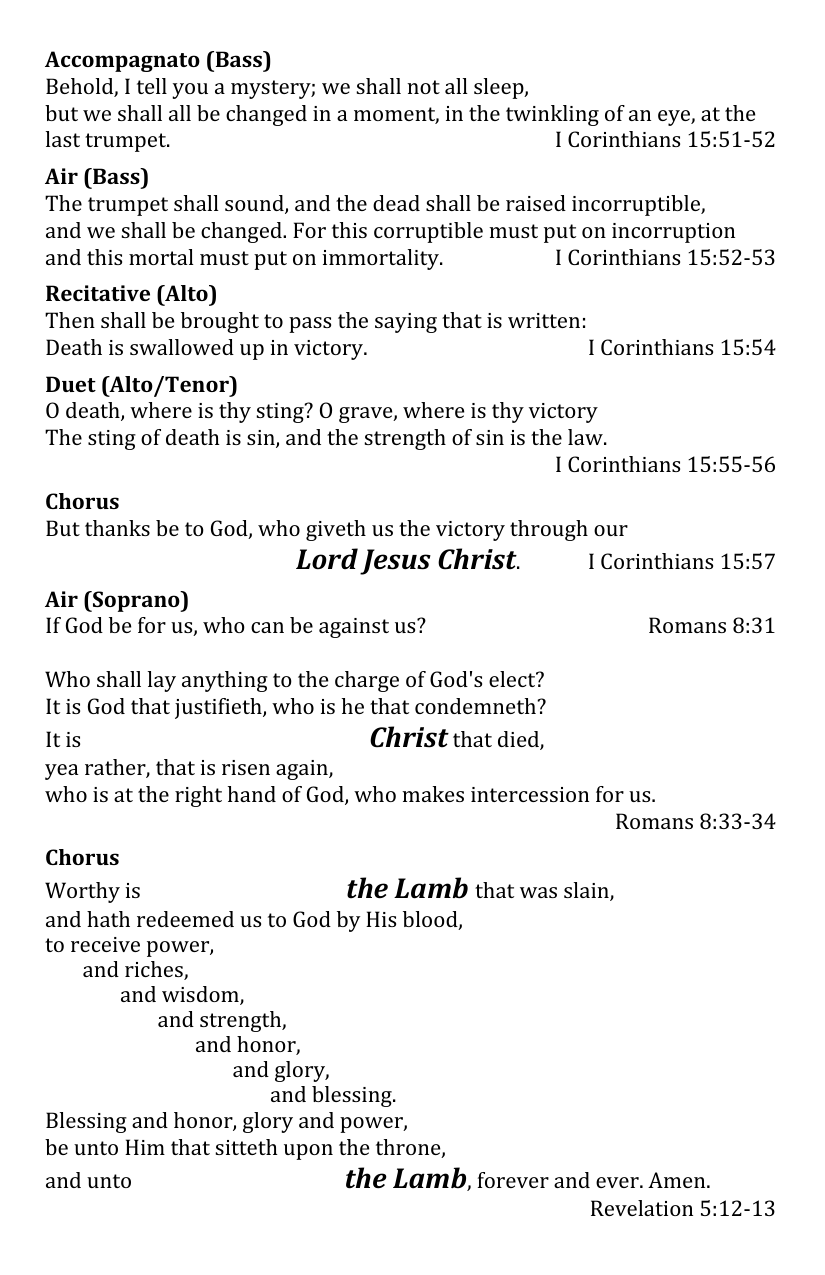 Accompagnato (Bass)
Behold, I tell you a mystery; we shall not all sleep,
but we shall all be changed in a moment, in the twinkling of an eye, at the
last trumpet. I Corinthians 15:51-52
Air (Bass)
The trumpet shall sound, and the dead shall be raised incorruptible,
and we shall be changed. For this corruptible must put on incorruption
and this mortal must put on immortality. I Corinthians 15:52-53
Recitative (Alto)
Then shall be brought to pass the saying that is written:
Death is swallowed up in victory. I Corinthians 15:54
Duet (Alto/Tenor)
O death, where is thy sting? O grave, where is thy victory
The sting of death is sin, and the strength of sin is the law.
I Corinthians 15:55-56
Chorus
But thanks be to God, who giveth us the victory through our
Lord Jesus Christ. I Corinthians 15:57
Air (Soprano)
If God be for us, who can be against us? Romans 8:31
Who shall lay anything to the charge of God's elect?
It is God that justifieth, who is he that condemneth?
It is Christ that died,
yea rather, that is risen again,
who is at the right hand of God, who makes intercession for us.
Romans 8:33-34
Chorus
Worthy is the Lamb that was slain,
and hath redeemed us to God by His blood,
to receive power,
and riches,
and wisdom,
and strength,
and honor,
and glory,
and blessing.
Blessing and honor, glory and power,
be unto Him that sitteth upon the throne,
and unto the Lamb, forever and ever. Amen.
Revelation 5:12-13